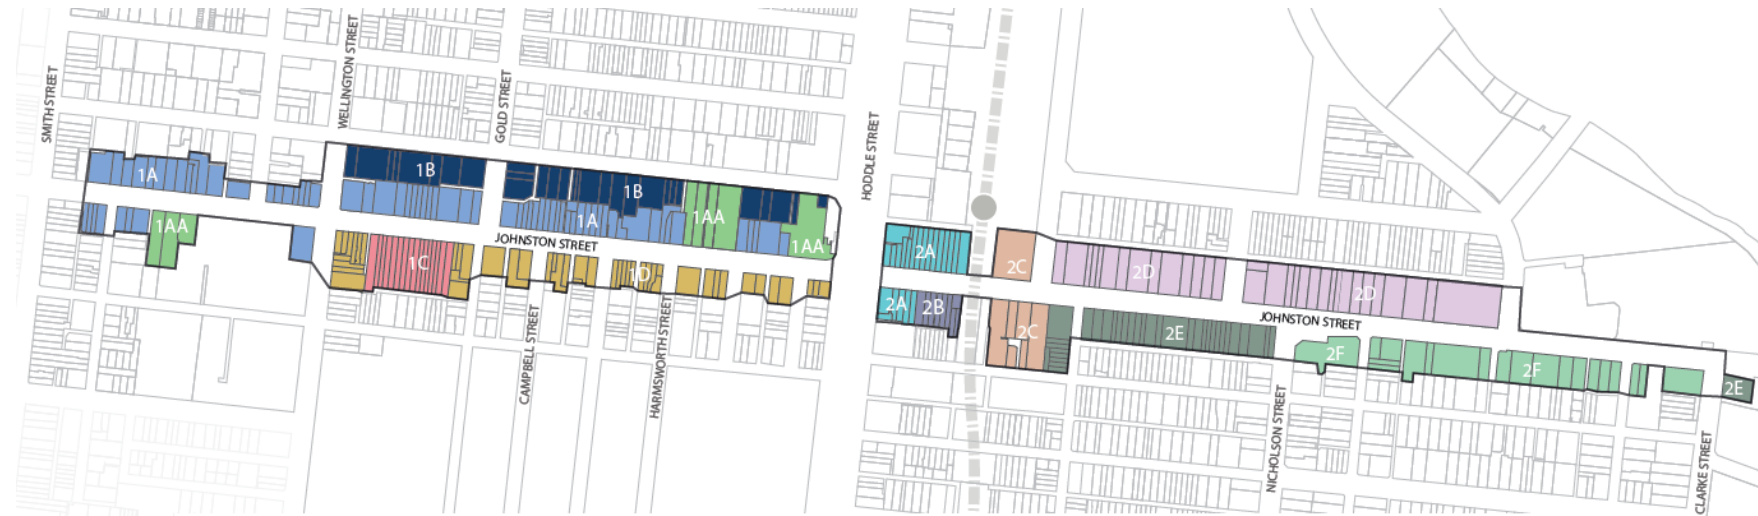 SMITH STREET
WELLINGTON STREET
GOLD STREET
HODDLE STREET
1A
1B
1B
1AA
1A
1AA
1AA
JOHNSTON STREET
1C
1D
CAMPBELL STREET
HARMSWORTH STREET
2A
2C
2D
2D
2A
2B
2C
JOHNSTON STREET
2E
2F
2F
2E
NICHOLSON STREET
CLARKE STREET